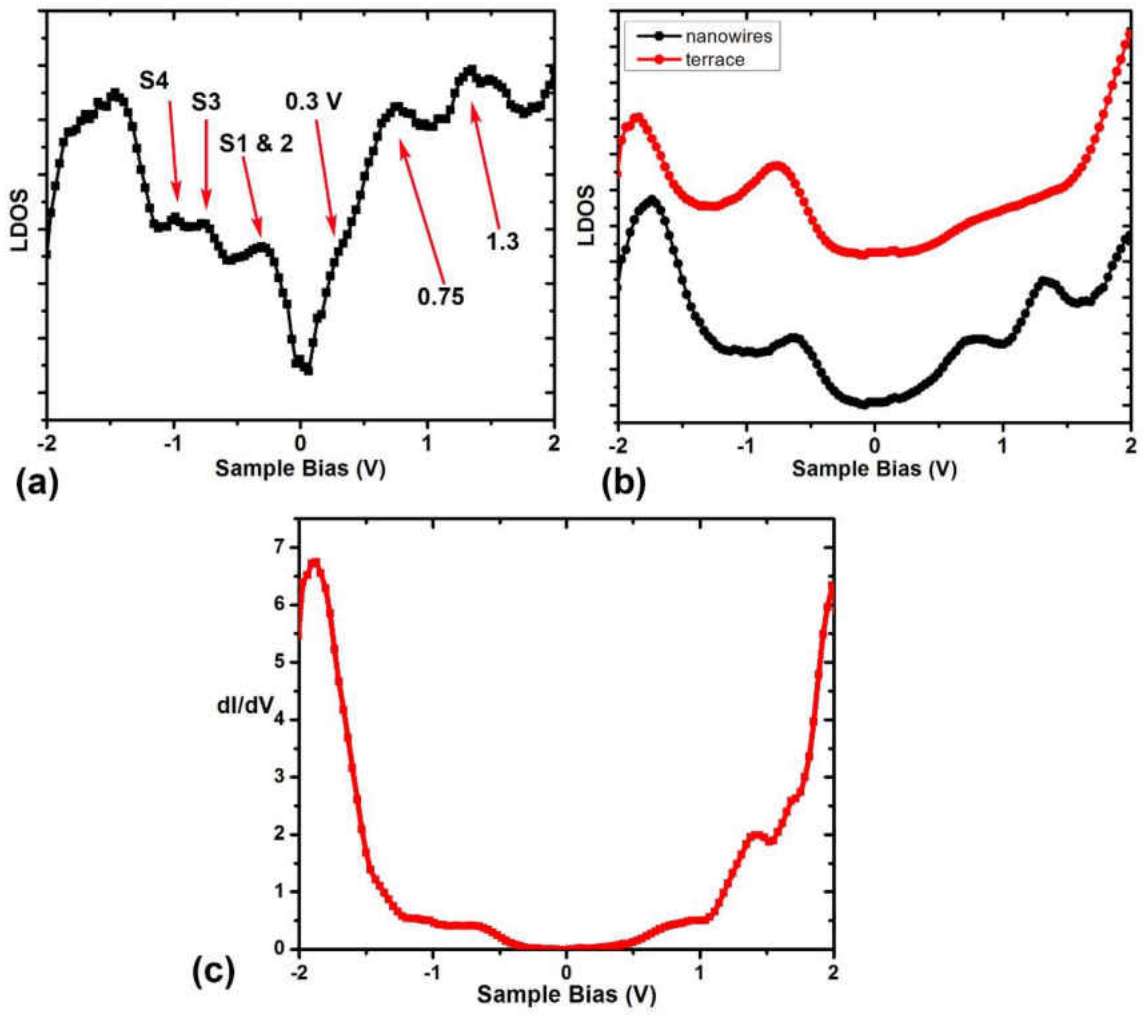 S4
S3
S1 & 2
0.3 V
0.75
1.3
LDOS
-2 -1 0 1 2
Sample Bias (V)
(a)
nanowires
terrace
LDOS
-2 -1 0 1 2
Sample Bias (V)
(b)
7
6
5
dI/dV 4
3
2
1
0
-2 -1 0 1 2
Sample Bias (V)
(c)